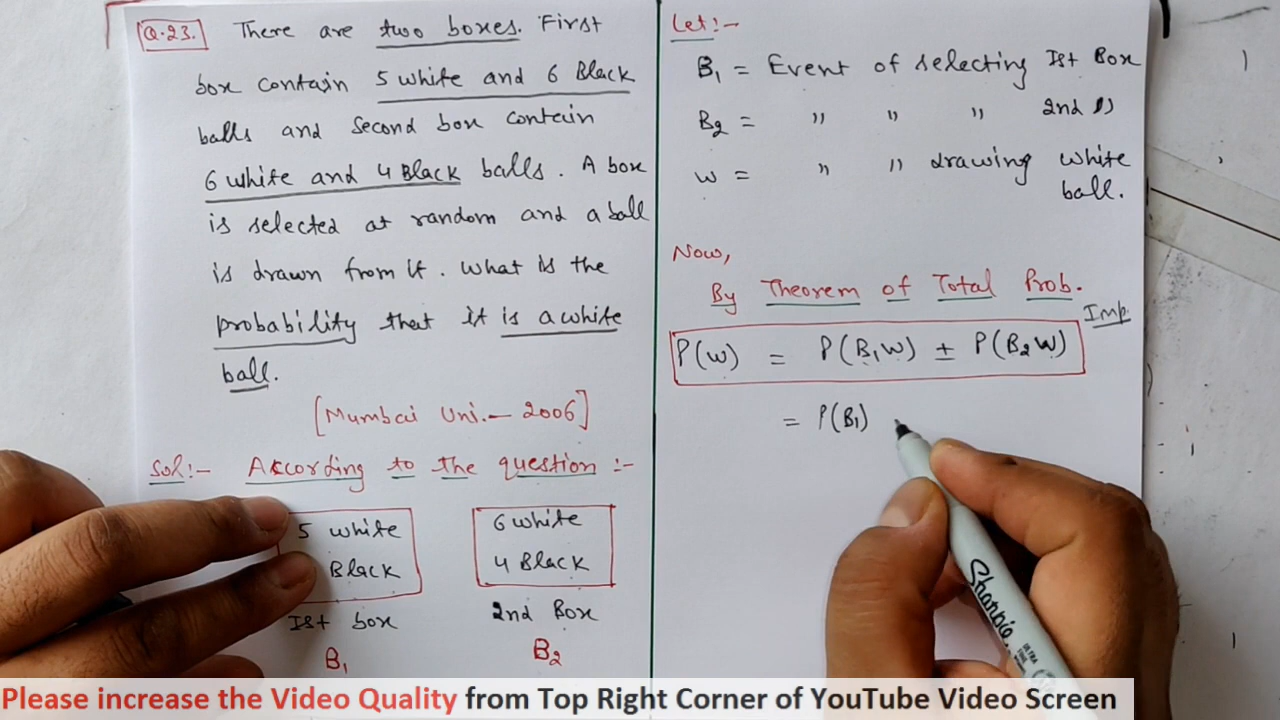 Q.23. There are two boxes. First
box contain 5 white and 6 Black
balls and second box contain
6 white and 4 Black balls. A box
is selected at random and a ball
is drawn from it. What is the
probability that it is a white
ball.
[Mumbai Uni.- 2006]
Sol:- According to the question :-
5 white
Black
Ist box
B₁
6 white
4 Black
2nd Box
B₂
Let:-
B₁ = Event of selecting Ist Box
B₂ = " " " 2nd "
W = " " drawing white
ball.
Now,
By Theorem of Total Prob.
Imp.
P(W) = P(B₁W) + P(B₂W)
= P(B₁)
Sharpie
Please increase the Video Quality from Top Right Corner of YouTube Video Screen